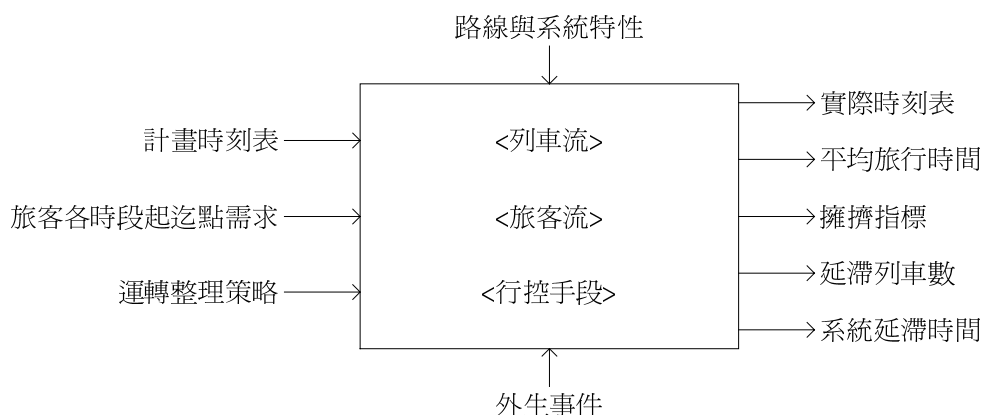 路線與系統特性
計畫時刻表
旅客各時段起迄點需求
運轉整理策略
<列車流>
<旅客流>
<行控手段>
實際時刻表
平均旅行時間
擁擠指標
延滯列車數
系統延滯時間
外生事件